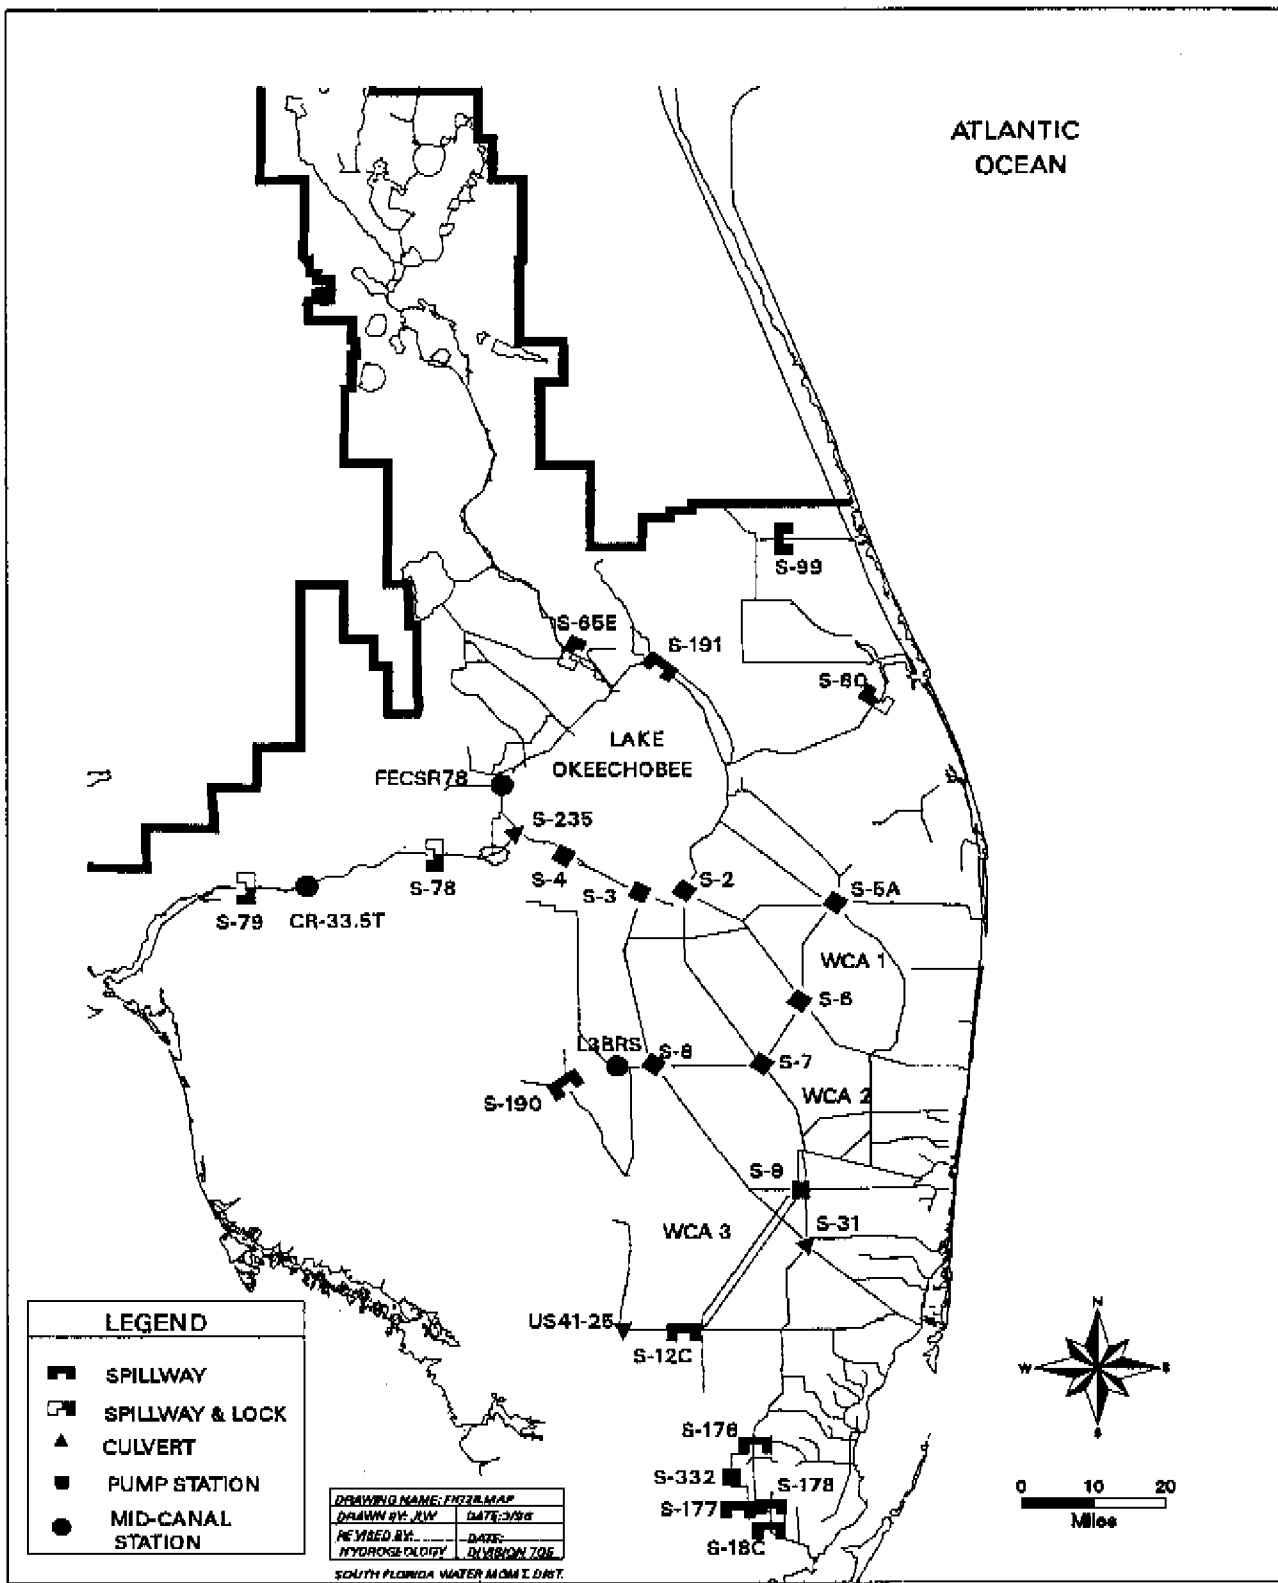 ATLANTIC
OCEAN
S-99
S-65E
S-191
S-80
LAKE
OKEECHOBEE
FECSR78
S-235
S-4
S-78
S-3
S-2
S-5A
S-79
CR-33.5T
WCA 1
S-6
L3BRS
S-8
S-7
S-190
WCA 2
S-9
WCA 3
S-31
US41-25
S-12C
LEGEND
SPILLWAY
SPILLWAY & LOCK
CULVERT
PUMP STATION
MID-CANAL
STATION
N
W
E
S
S-176
S-332
S-178
S-177
S-18C
0 10 20
Miles
DRAWING NAME:
DRAWN BY: JLW DATE:
REVISED BY: DATE:
HYDROGEOLOGY DIVISION
SOUTH FLORIDA WATER MGMT. DIST.